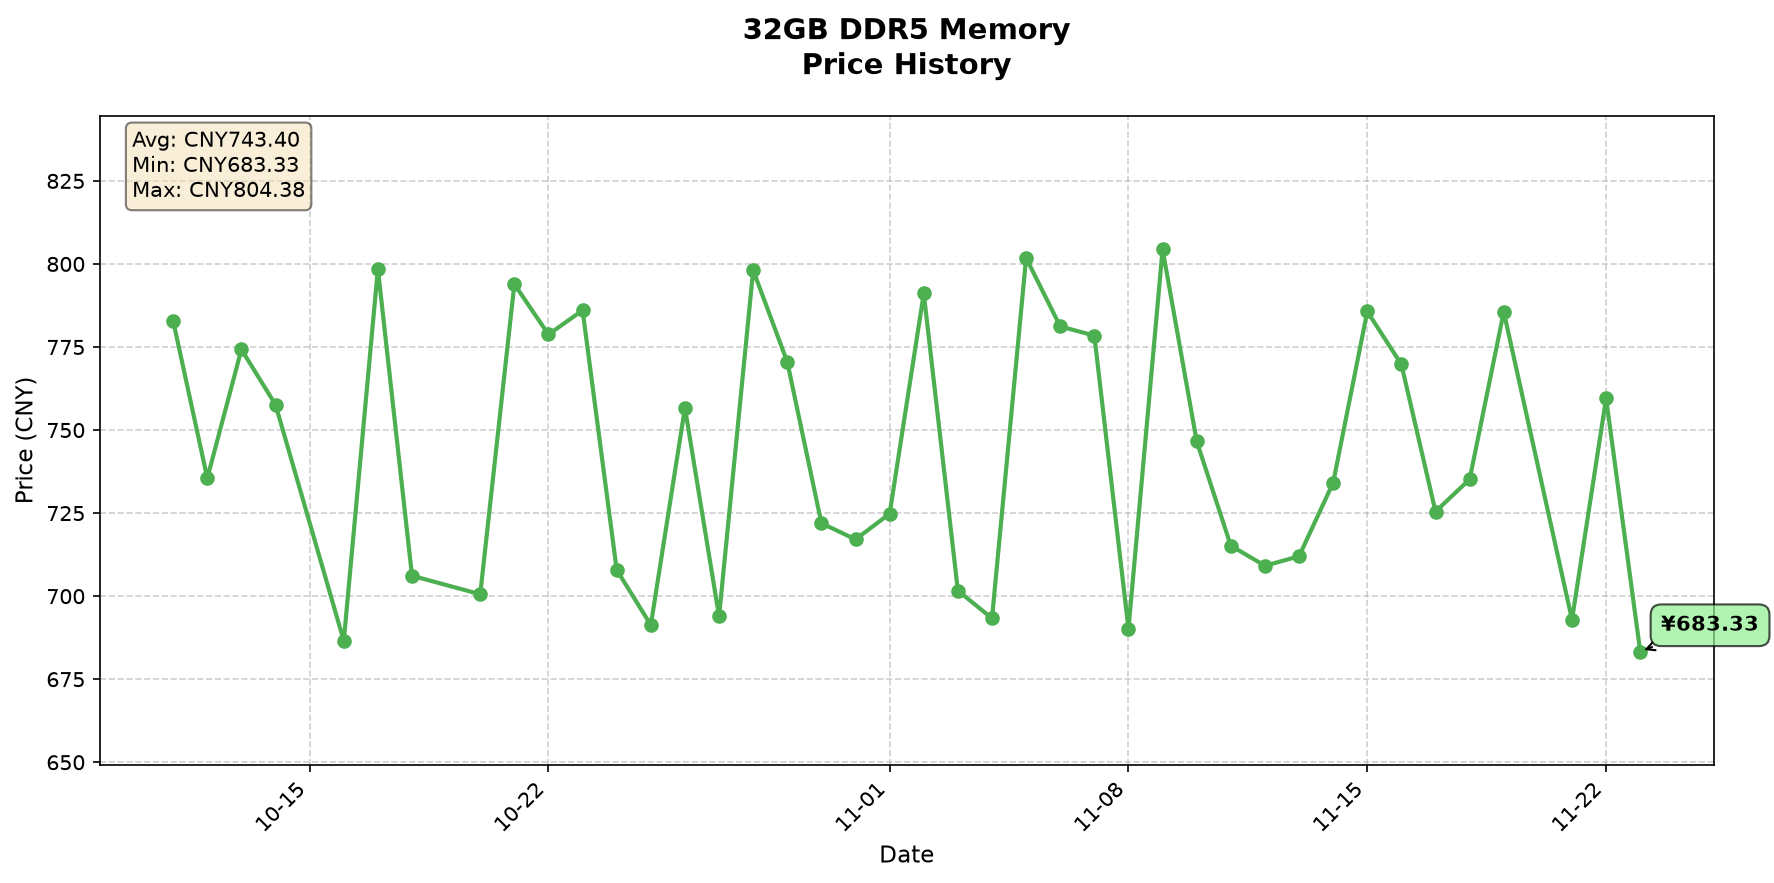 32GB DDR5 Memory
Price History
Avg: CNY743.40
Min: CNY683.33
Max: CNY804.38
825
800
775
750
725
700
675
650
Price (CNY)
¥683.33
10-15
10-22
11-01
11-08
11-15
11-22
Date